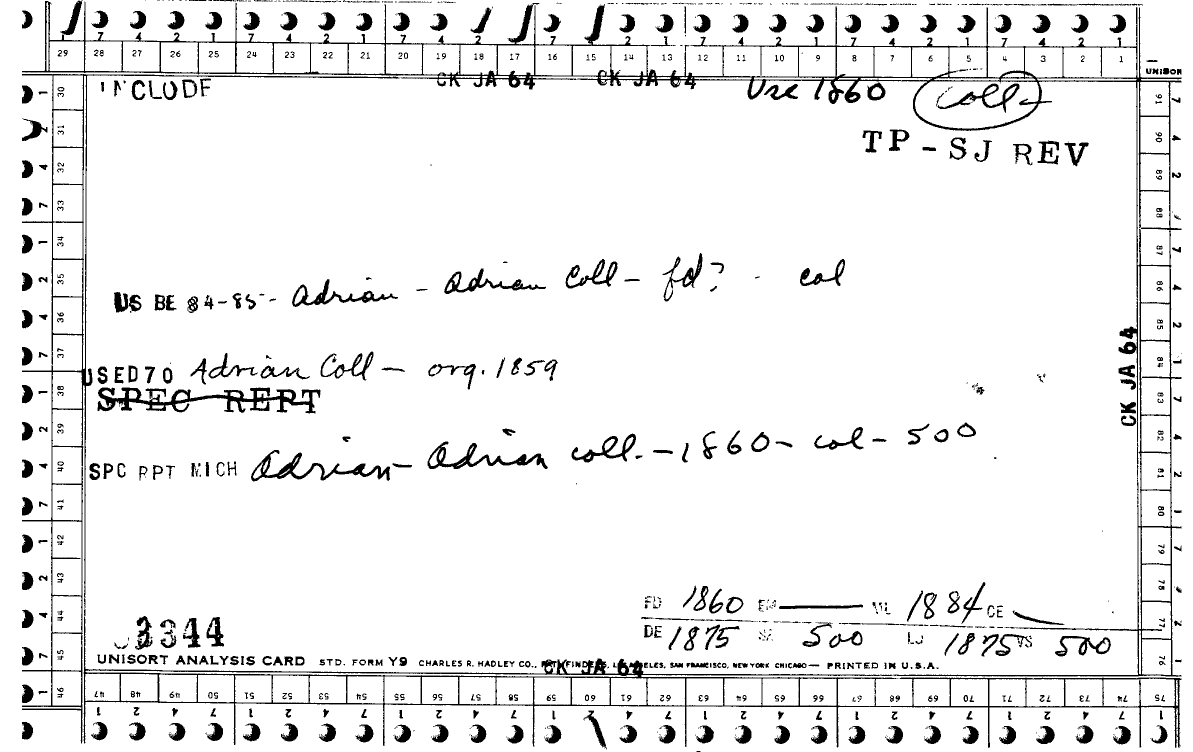 7 4 2 1 7 4 2 1 7 4 2 1 7 4 2 1 7 4 2 1 7 4 2 1
29 28 27 26 25 24 23 22 21 20 19 18 17 16 15 14 13 12 11 10 9 8 7 6 5 4 3 2 1
UNISOR
INCLUDE CK JA 64 CK JA 64 Use 1860 Coll-
TP - SJ REV
US BE 84-85 - Adrian - Adrian Coll - fd? - col
USED70 Adrian Coll - org. 1859
SPEC REPT
SPC RPT MICH Adrian - Adrian coll. - 1860 - col - 500
CK JA 64
FD 1860 EM — VL 1884 CE —
DE 1875 500 LJ 1875 VS 500
3344
UNISORT ANALYSIS CARD STD. FORM Y9 CHARLES R. HADLEY CO., PATHFINDERS, LOS ANGELES, SAN FRANCISCO, NEW YORK CHICAGO — PRINTED IN U.S.A.
CK JA 64
30 31 32 33 34 35 36 37 38 39 40 41 42 43 44 45 46
91 90 89 88 87 86 85 84 83 82 81 80 79 78 77 76
47 48 49 50 51 52 53 54 55 56 57 58 59 60 61 62 63 64 65 66 67 68 69 70 71 72 73 74 75
1 2 4 7 1 2 4 7 1 2 4 7 1 2 4 7 1 2 4 7 1 2 4 7 1 2 4 7 1